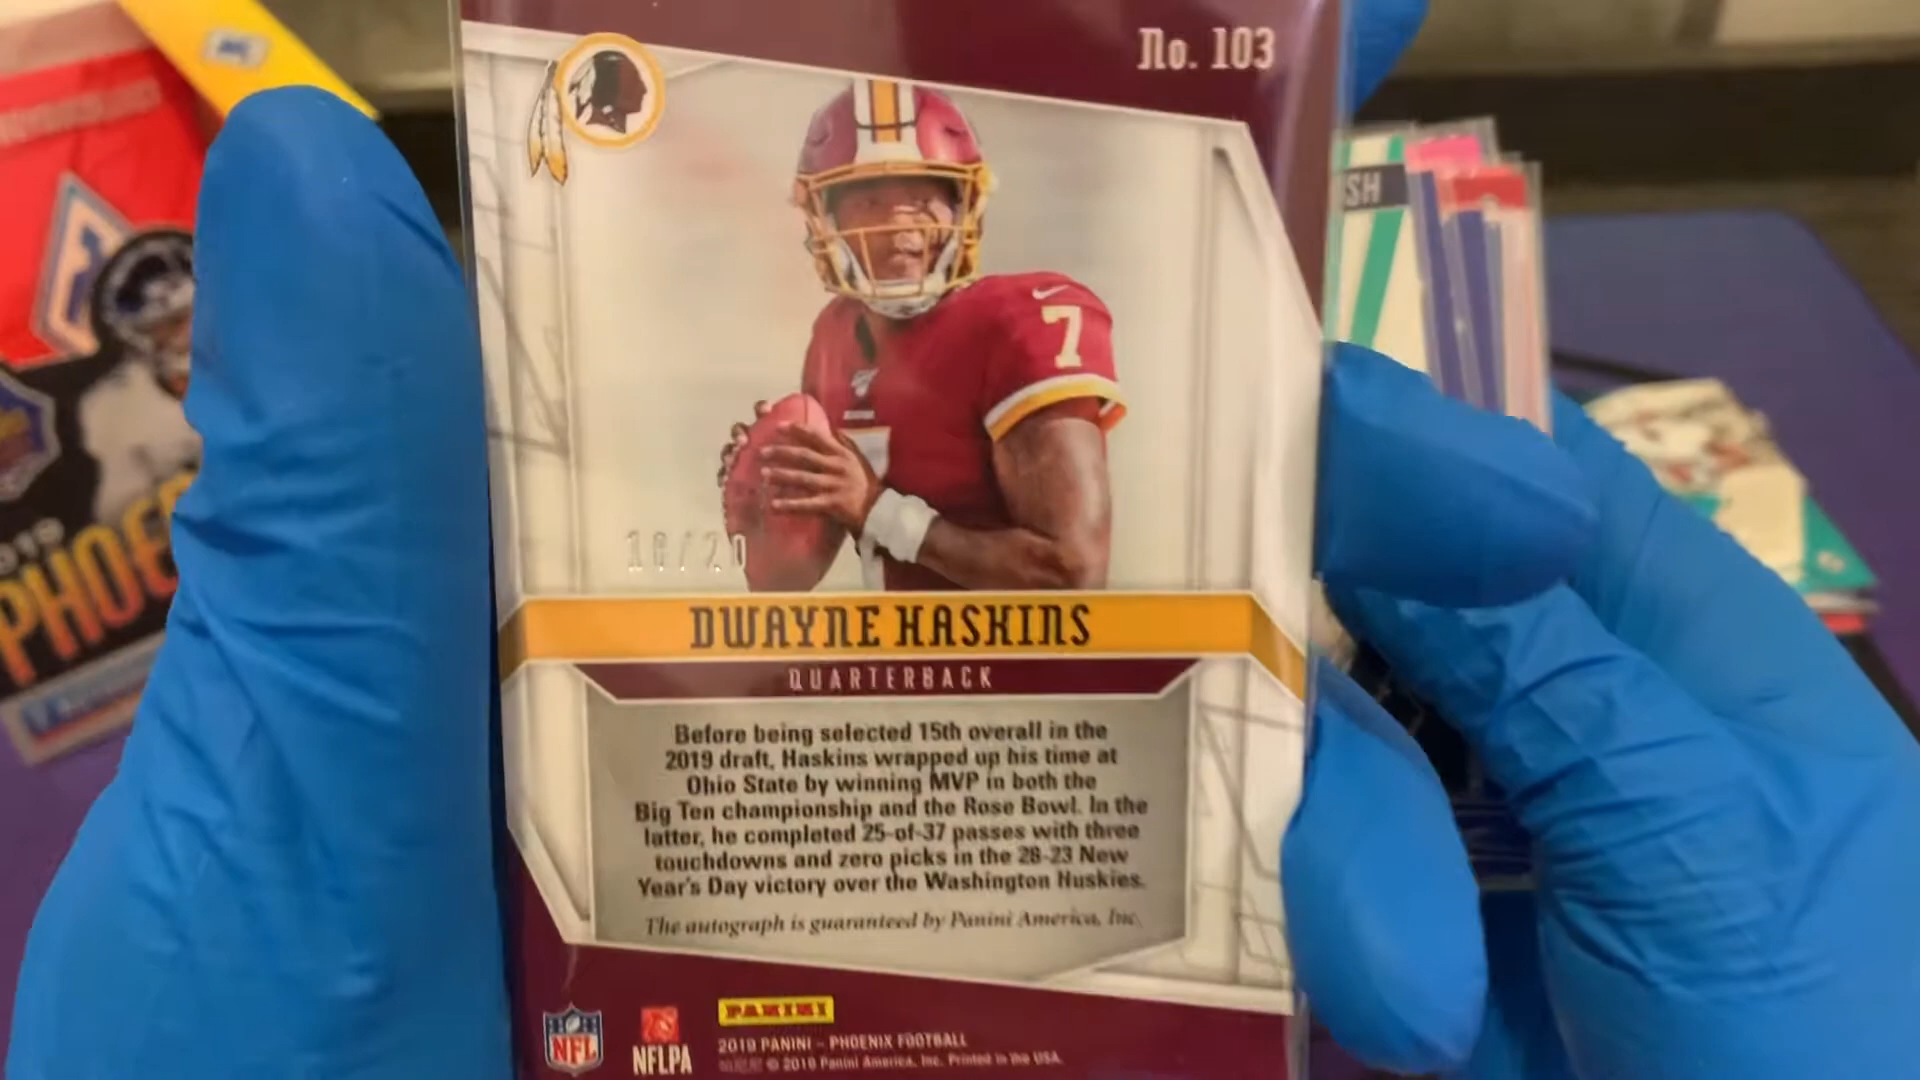 No. 103
SH
7
PHOE
DWAYNE HASKINS
QUARTERBACK
Before being selected 15th overall in the
2019 draft, Haskins wrapped up his time at
Ohio State by winning MVP in both the
Big Ten championship and the Rose Bowl. In the
latter, he completed 25-of-37 passes with three
touchdowns and zero picks in the 28-23 New
Year's Day victory over the Washington Huskies.
The autograph is guaranteed by Panini America, Inc.
NFL
NFLPA
PANINI
2019 PANINI – PHOENIX FOOTBALL
© 2019 Panini America, Inc. Printed in the USA.